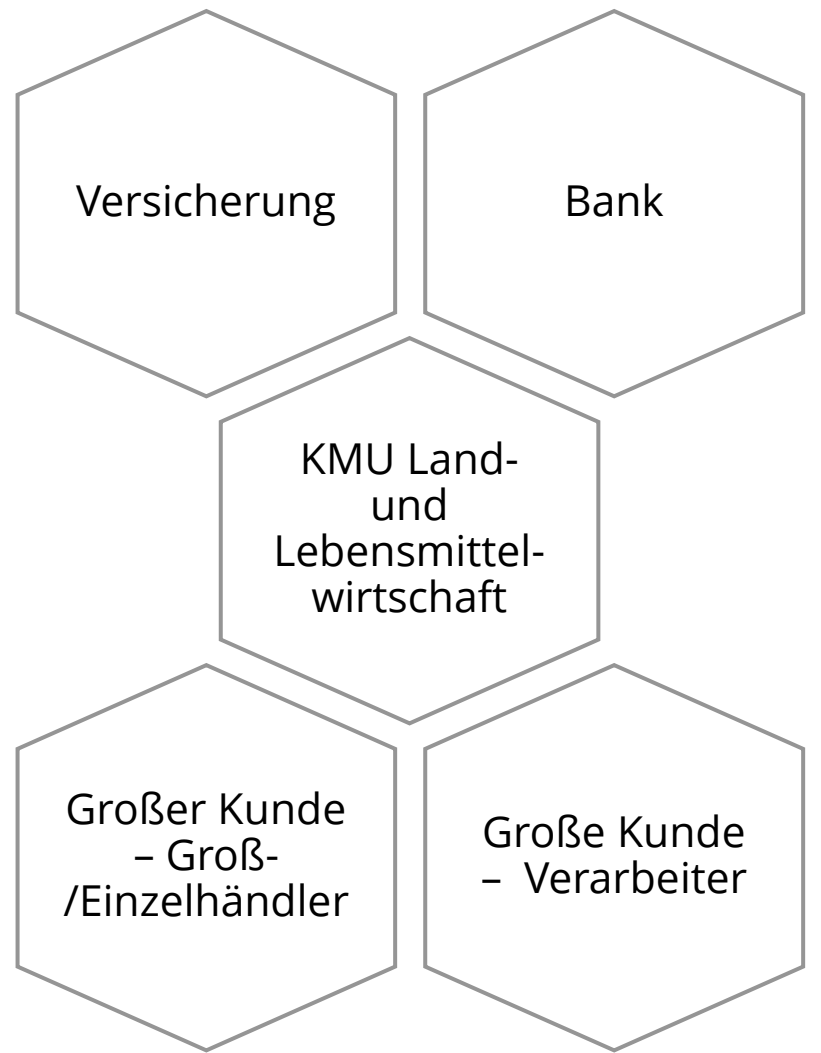 Versicherung
Bank
KMU Land-
und
Lebensmittel-
wirtschaft
Großer Kunde
– Groß-
/Einzelhändler
Große Kunde
–  Verarbeiter